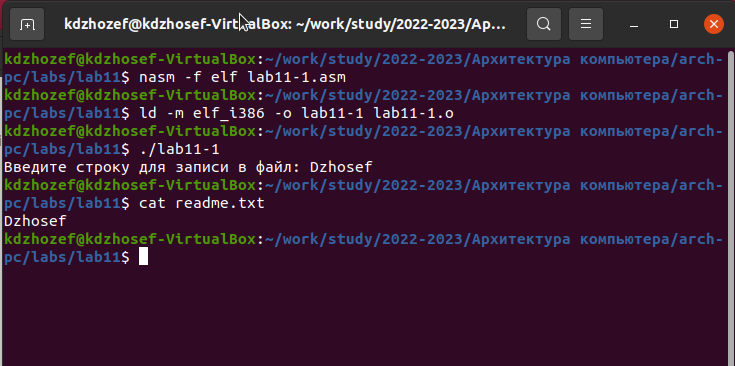 kdzhozef@kdzhosef-VirtualBox: ~/work/study/2022-2023/Ар...
kdzhozef@kdzhosef-VirtualBox:~/work/study/2022-2023/Архитектура компьютера/arch-
pc/labs/lab11$ nasm -f elf lab11-1.asm
kdzhozef@kdzhosef-VirtualBox:~/work/study/2022-2023/Архитектура компьютера/arch-
pc/labs/lab11$ ld -m elf_i386 -o lab11-1 lab11-1.o
kdzhozef@kdzhosef-VirtualBox:~/work/study/2022-2023/Архитектура компьютера/arch-
pc/labs/lab11$ ./lab11-1
Введите строку для записи в файл: Dzhosef
kdzhozef@kdzhosef-VirtualBox:~/work/study/2022-2023/Архитектура компьютера/arch-
pc/labs/lab11$ cat readme.txt
Dzhosef
kdzhozef@kdzhosef-VirtualBox:~/work/study/2022-2023/Архитектура компьютера/arch-
pc/labs/lab11$